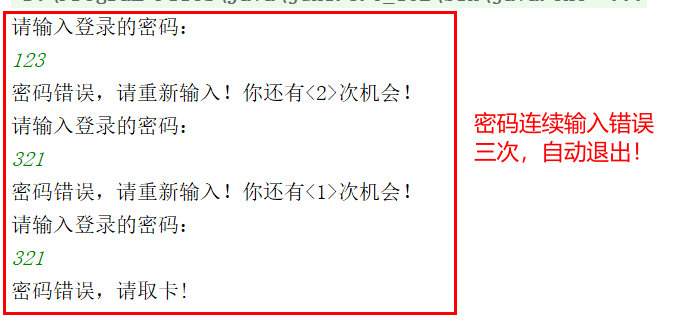 请输入登录的密码：
123
密码错误，请重新输入！你还有<2>次机会！
请输入登录的密码：
321
密码错误，请重新输入！你还有<1>次机会！
请输入登录的密码：
321
密码错误，请取卡!
密码连续输入错误
三次，自动退出！